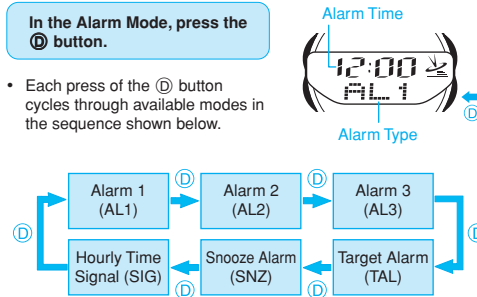 In the Alarm Mode, press the
Ⓓ button.
• Each press of the Ⓓ button
cycles through available modes in
the sequence shown below.
Alarm Time
12:00
AL 1
Ⓓ
Alarm Type
Alarm 1
(AL1)
Ⓓ
Alarm 2
(AL2)
Ⓓ
Alarm 3
(AL3)
Ⓓ
Ⓓ
Hourly Time
Signal (SIG)
Ⓓ
Snooze Alarm
(SNZ)
Ⓓ
Target Alarm
(TAL)